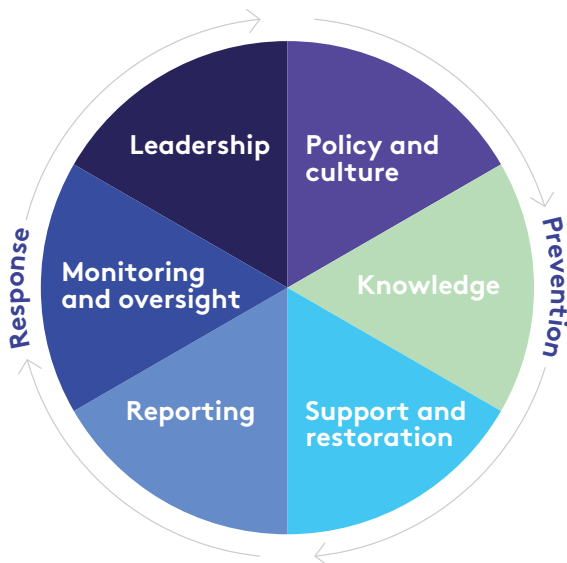 Leadership
Policy and
culture
Knowledge
Prevention
Support and
restoration
Reporting
Monitoring
and oversight
Response